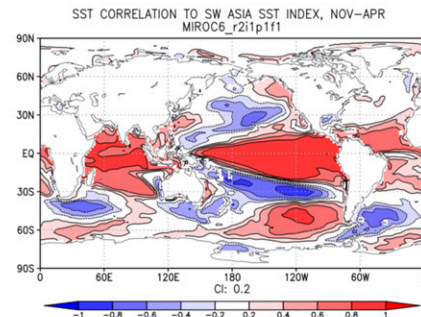 SST CORRELATION TO SW ASIA SST INDEX, NOV-APR
MIROC6_r2i1p1f1
90N
60N
30N
EQ
30S
60S
90S
0 60E 120E 180 120W 60W 0
CI: 0.2
-1 -0.8 -0.6 -0.4 -0.2 0.2 0.4 0.6 0.8 1